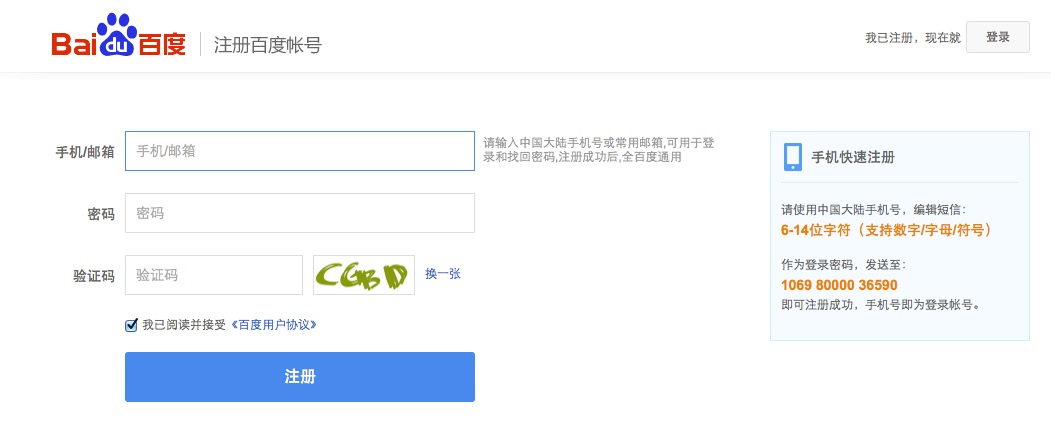 Bai du 百度
注册百度帐号
我已注册，现在就 登录
手机/邮箱
手机/邮箱
请输入中国大陆手机号或常用邮箱,可用于登
录和找回密码,注册成功后,全百度通用
密码
密码
验证码
验证码
CGBD
换一张
我已阅读并接受《百度用户协议》
注册
手机快速注册
请使用中国大陆手机号，编辑短信：
6-14位字符（支持数字/字母/符号）
作为登录密码，发送至：
1069 80000 36590
即可注册成功，手机号即为登录帐号。